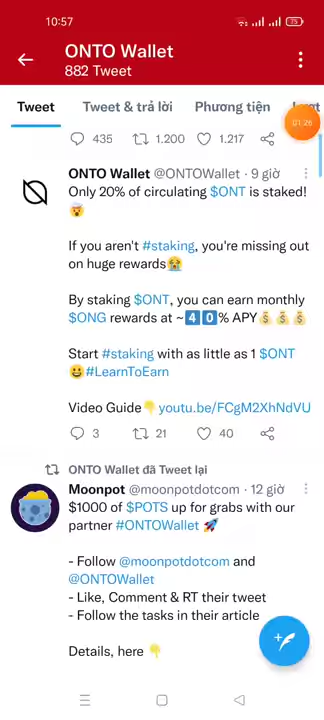 10:57
75
ONTO Wallet
882 Tweet
Tweet
Tweet & trả lời
Phương tiện
01:26
435
1.200
1.217
ONTO Wallet @ONTOWallet · 9 giờ
Only 20% of circulating $ONT is staked!
🤯
If you aren't #staking, you're missing out
on huge rewards😭
By staking $ONT, you can earn monthly
$ONG rewards at ~4️⃣0️⃣% APY💰💰💰
Start #staking with as little as 1 $ONT
😀#LearnToEarn
Video Guide👇youtu.be/FCgM2XhNdVU
3
21
40
ONTO Wallet đã Tweet lại
Moonpot @moonpotdotcom · 12 giờ
$1000 of $POTS up for grabs with our
partner #ONTOWallet 🚀
- Follow @moonpotdotcom and
@ONTOWallet
- Like, Comment & RT their tweet
- Follow the tasks in their article
Details, here 👇